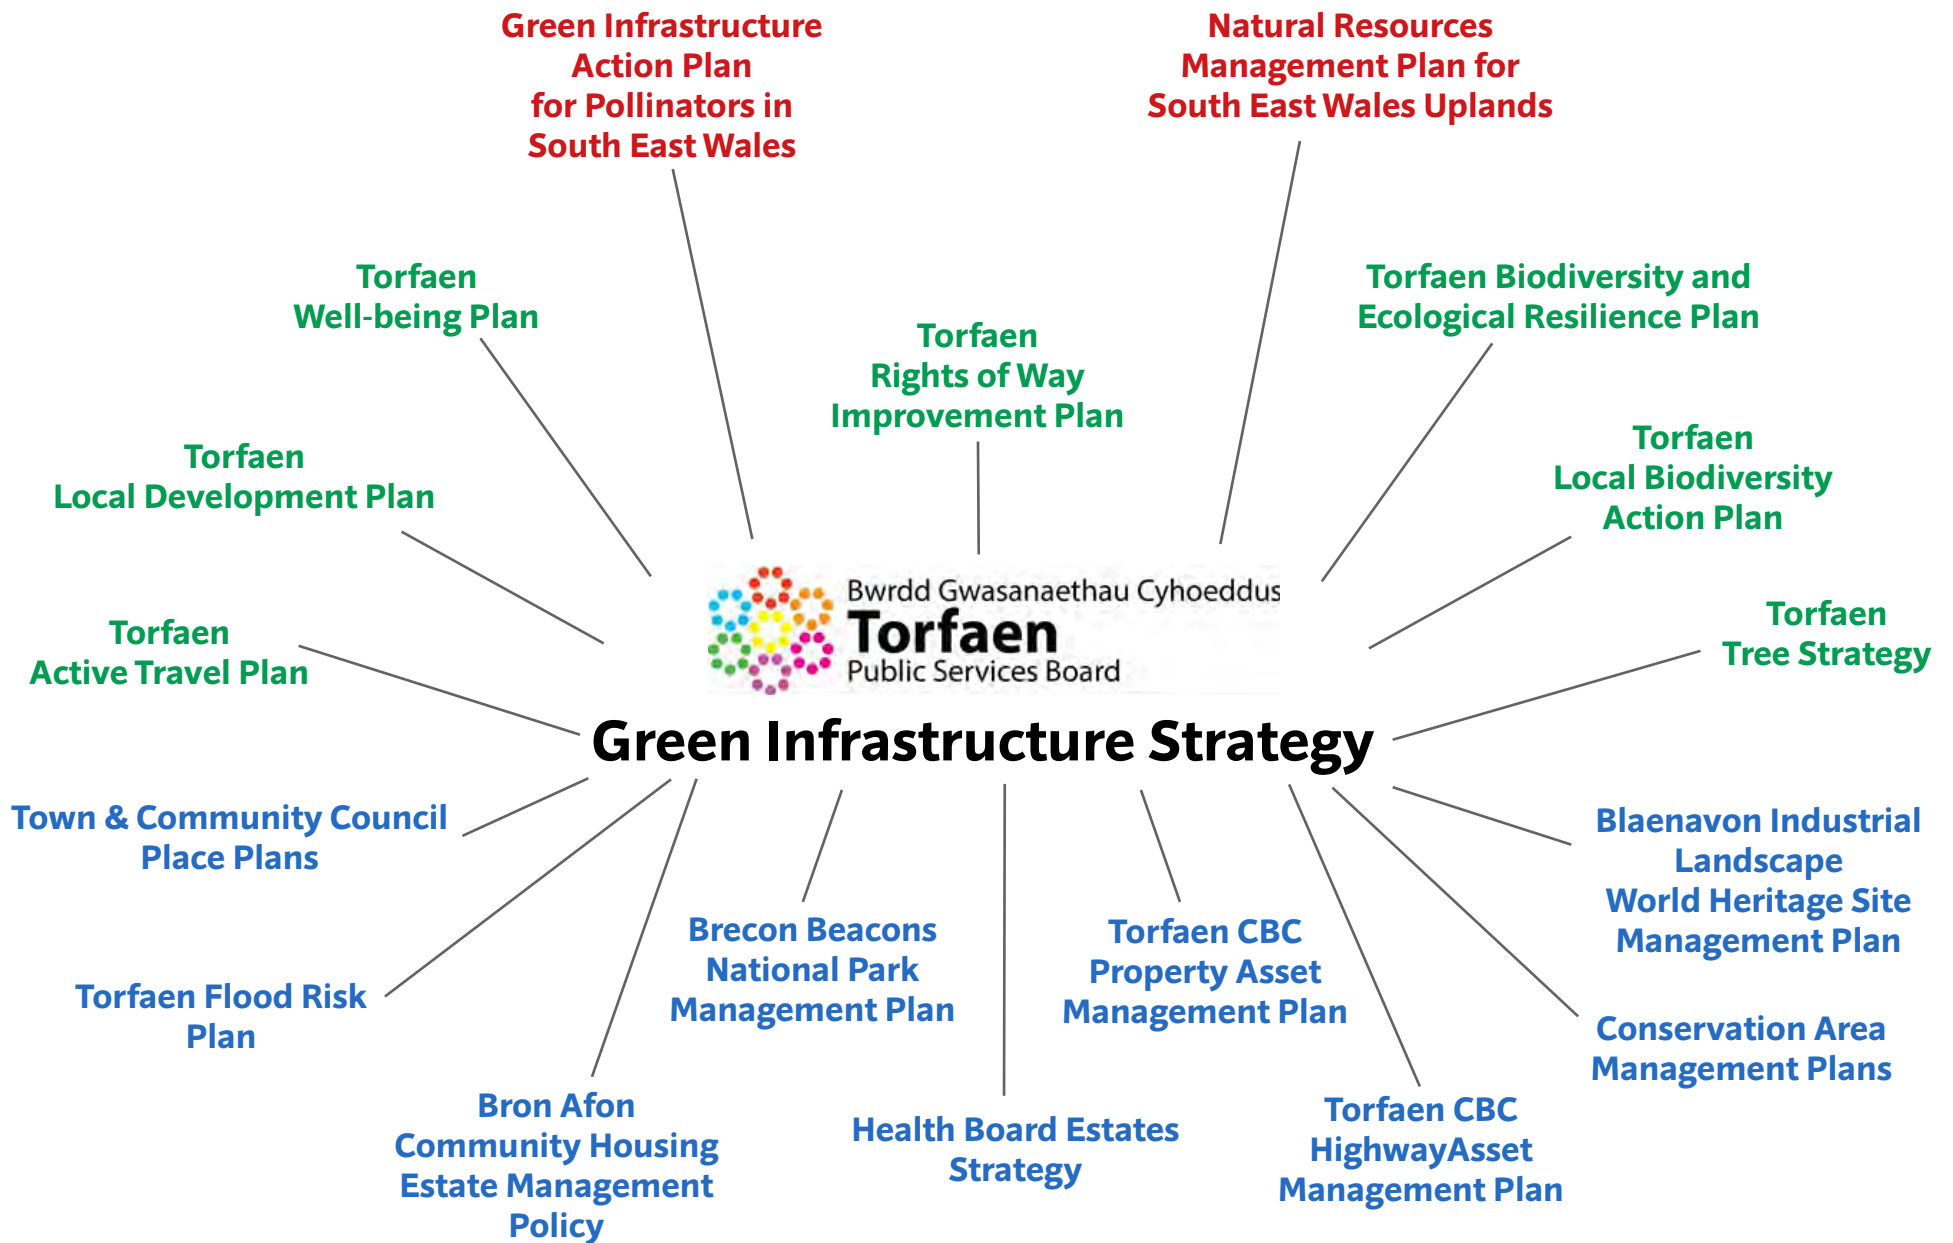 Green Infrastructure
Action Plan
for Pollinators in
South East Wales
Natural Resources
Management Plan for
South East Wales Uplands
Torfaen
Well-being Plan
Torfaen
Rights of Way
Improvement Plan
Torfaen Biodiversity and
Ecological Resilience Plan
Torfaen
Local Development Plan
Torfaen
Local Biodiversity
Action Plan
Torfaen
Active Travel Plan
Bwrdd Gwasanaethau Cyhoeddus
Torfaen
Public Services Board
Torfaen
Tree Strategy
Green Infrastructure Strategy
Town & Community Council
Place Plans
Blaenavon Industrial
Landscape
World Heritage Site
Management Plan
Torfaen Flood Risk
Plan
Brecon Beacons
National Park
Management Plan
Torfaen CBC
Property Asset
Management Plan
Conservation Area
Management Plans
Bron Afon
Community Housing
Estate Management
Policy
Health Board Estates
Strategy
Torfaen CBC
HighwayAsset
Management Plan